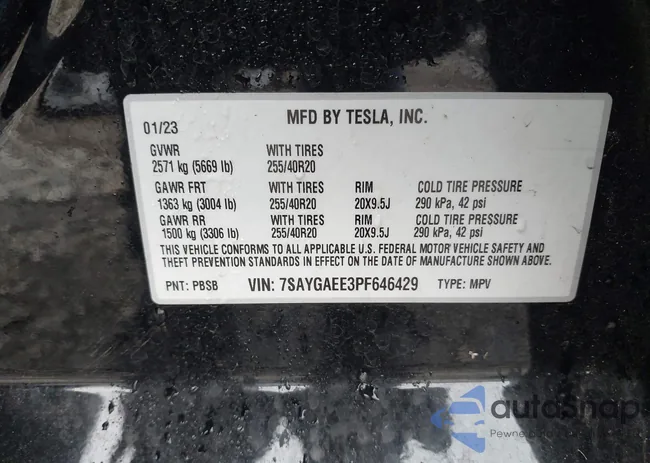 01/23 MFD BY TESLA, INC.
GVWR WITH TIRES
2571 kg (5669 lb) 255/40R20
GAWR FRT WITH TIRES RIM COLD TIRE PRESSURE
1363 kg (3004 lb) 255/40R20 20X9.5J 290 kPa, 42 psi
GAWR RR WITH TIRES RIM COLD TIRE PRESSURE
1500 kg (3306 lb) 255/40R20 20X9.5J 290 kPa, 42 psi
THIS VEHICLE CONFORMS TO ALL APPLICABLE U.S. FEDERAL MOTOR VEHICLE SAFETY AND
THEFT PREVENTION STANDARDS IN EFFECT ON THE DATE OF MANUFACTURE SHOWN ABOVE.
PNT: PBSB VIN: 7SAYGAEE3PF646429 TYPE: MPV
autoSnap
Pewne